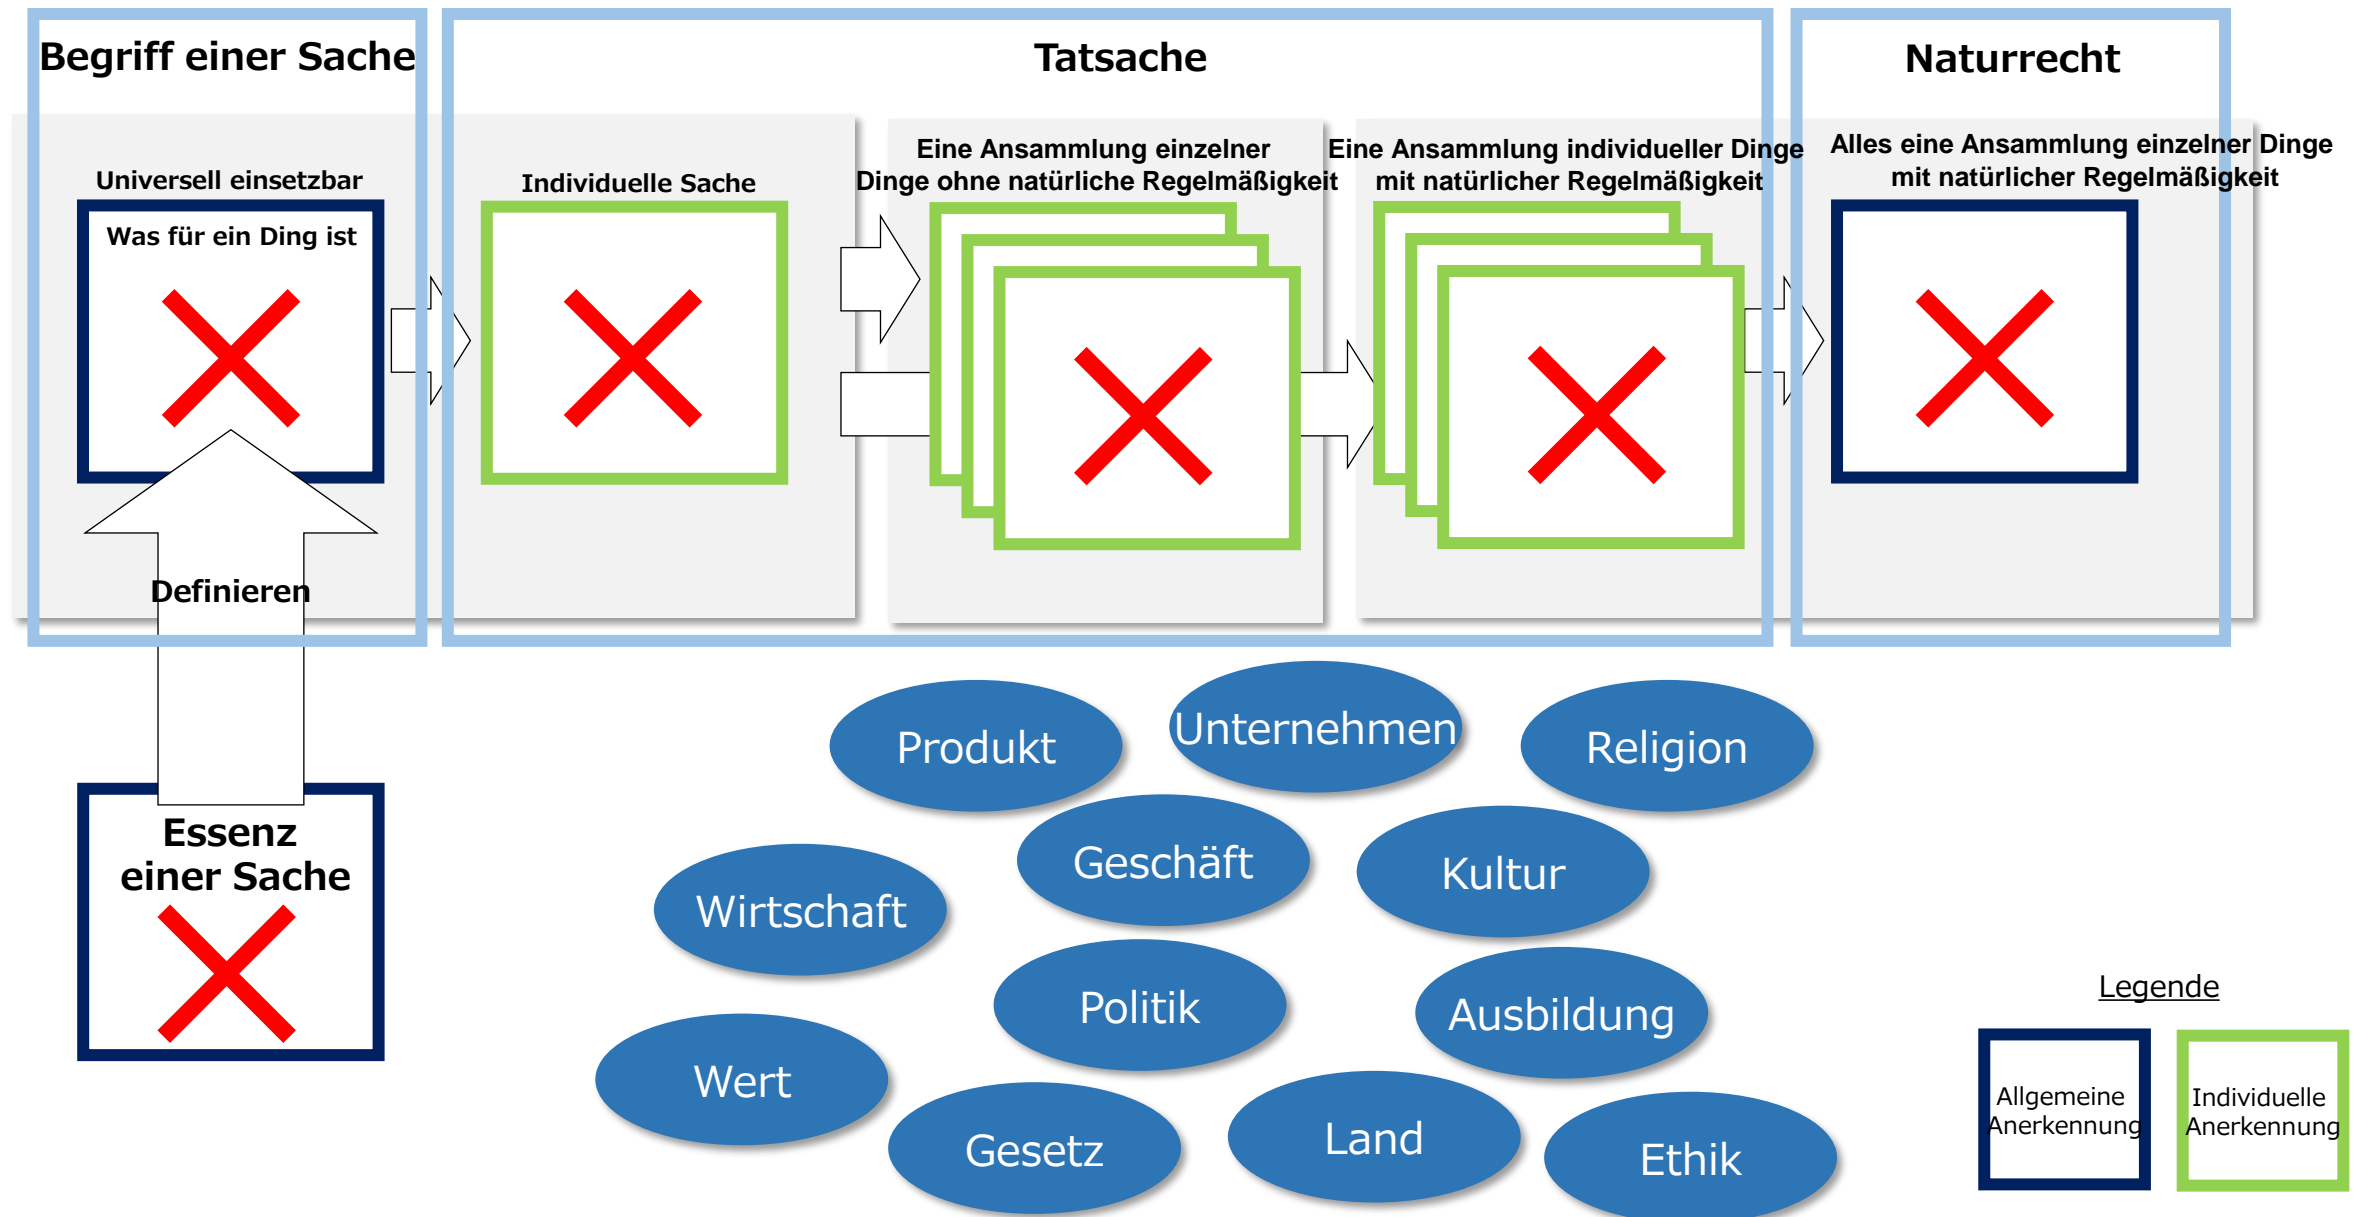 Begriff einer Sache
Tatsache
Naturrecht
Universell einsetzbar
Was für ein Ding ist
Individuelle Sache
Eine Ansammlung einzelner
Dinge ohne natürliche Regelmäßigkeit
Eine Ansammlung individueller Dinge
mit natürlicher Regelmäßigkeit
Alles eine Ansammlung einzelner Dinge
mit natürlicher Regelmäßigkeit
Definieren
Essenz
einer Sache
Produkt
Unternehmen
Religion
Geschäft
Kultur
Wirtschaft
Politik
Ausbildung
Wert
Gesetz
Land
Ethik
Legende
Allgemeine
Anerkennung
Individuelle
Anerkennung